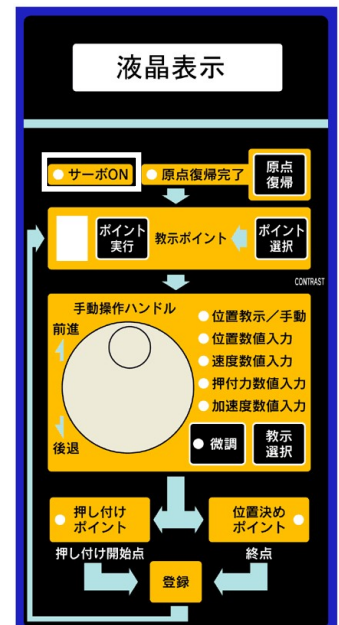 液晶表示
サーボON
原点復帰完了
原点
復帰
ポイント
実行
教示ポイント
ポイント
選択
CONTRAST
手動操作ハンドル
前進
後退
位置教示／手動
位置数値入力
速度数値入力
押付力数値入力
加速度数値入力
微調
教示
選択
押し付け
ポイント
位置決め
ポイント
押し付け開始点
終点
登録